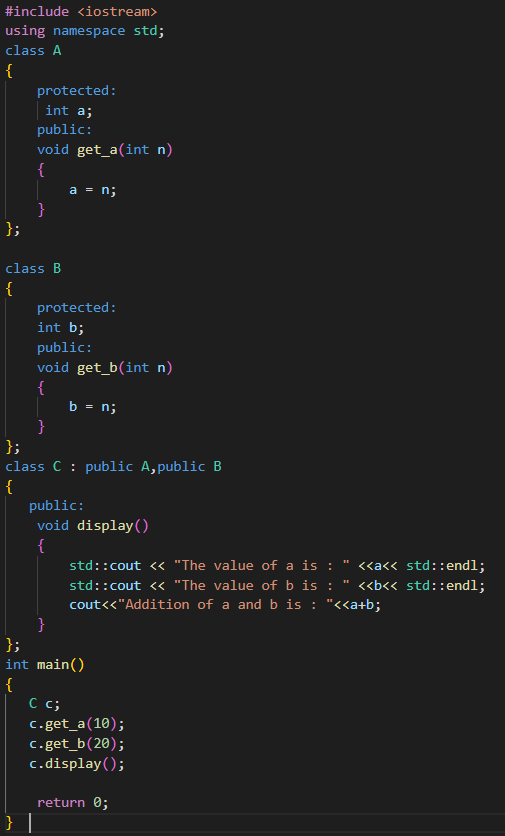 #include <iostream>
using namespace std;
class A
{
    protected:
     int a;
    public:
    void get_a(int n)
    {
        a = n;
    }
};

class B
{
    protected:
    int b;
    public:
    void get_b(int n)
    {
        b = n;
    }
};
class C : public A,public B
{
   public:
    void display()
    {
        std::cout << "The value of a is : " <<a<< std::endl;
        std::cout << "The value of b is : " <<b<< std::endl;
        cout<<"Addition of a and b is : "<<a+b;
    }
};
int main()
{
   C c;
   c.get_a(10);
   c.get_b(20);
   c.display();

    return 0;
}